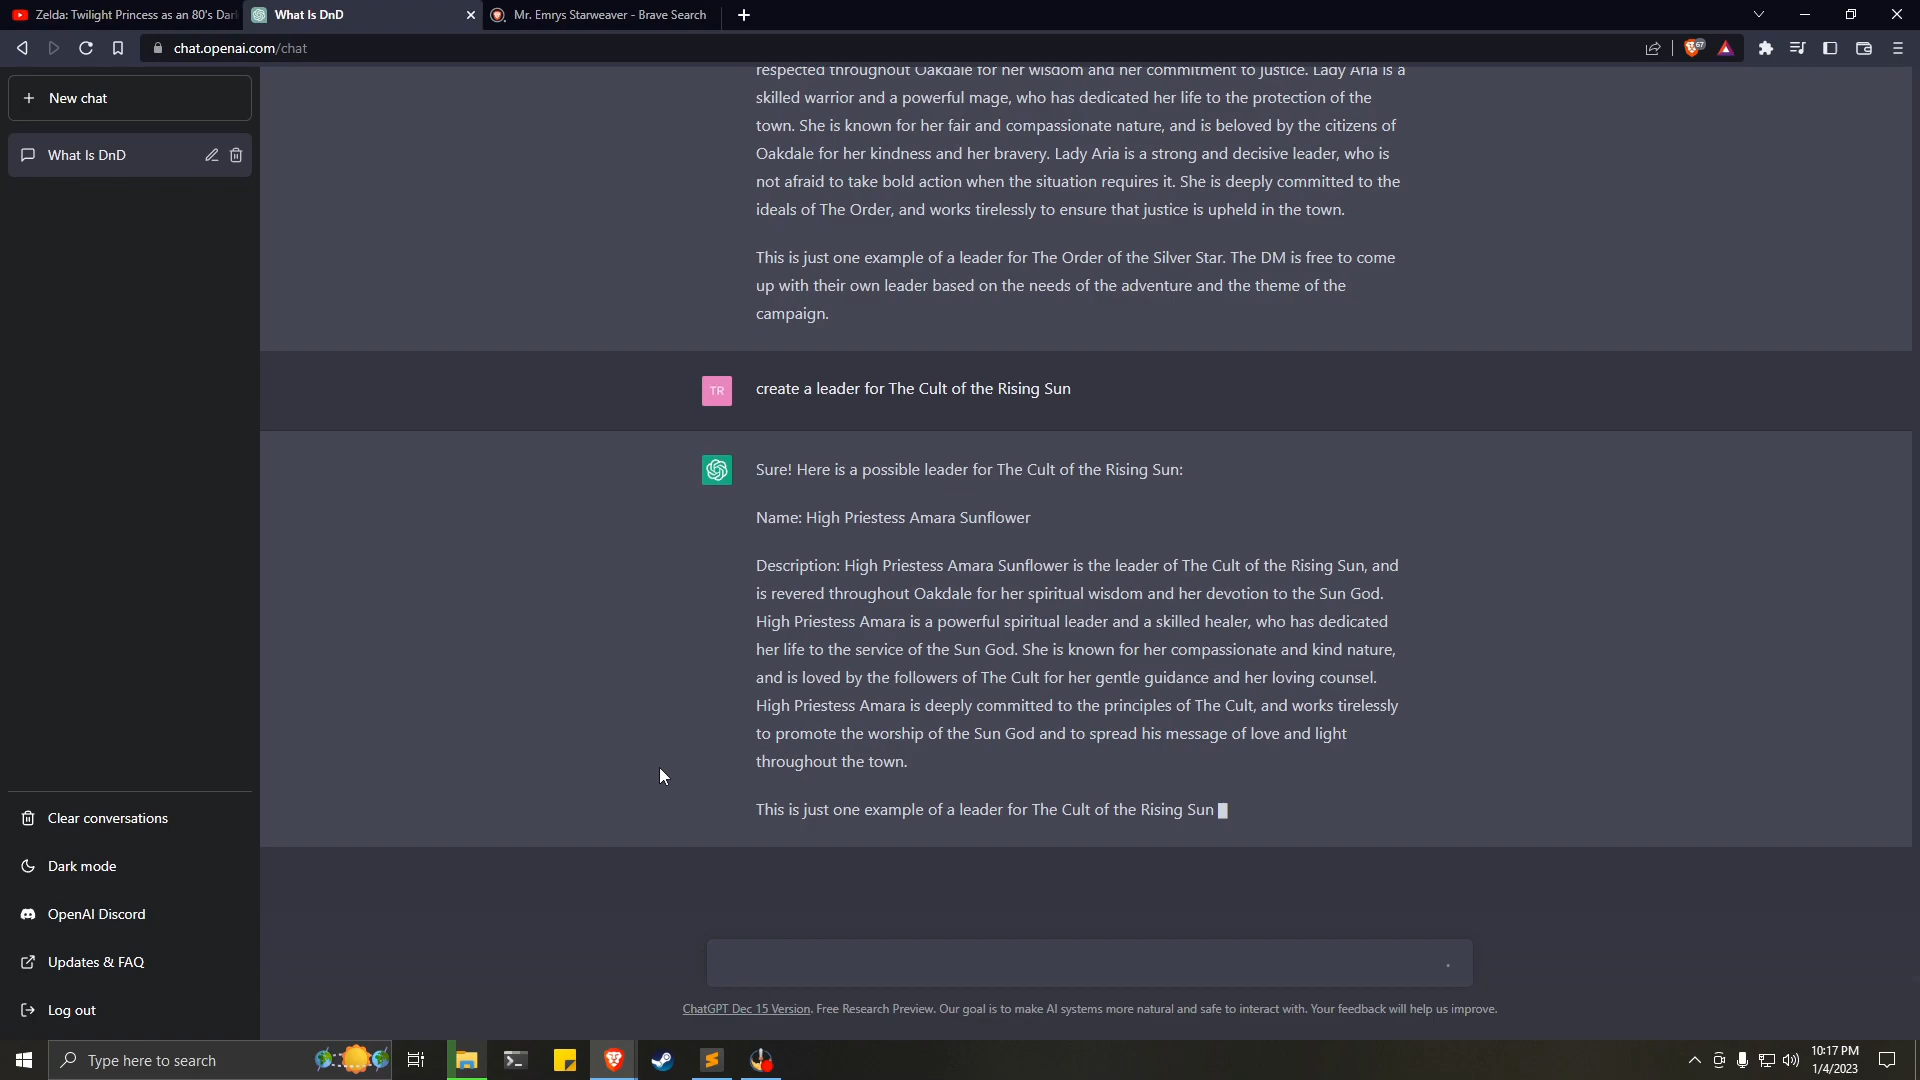 Zelda: Twilight Princess as an 80's Dar
What Is DnD
Mr. Emrys Starweaver - Brave Search
chat.openai.com/chat
67
New chat
What Is DnD
respected throughout Oakdale for her wisdom and her commitment to justice. Lady Aria is a
skilled warrior and a powerful mage, who has dedicated her life to the protection of the
town. She is known for her fair and compassionate nature, and is beloved by the citizens of
Oakdale for her kindness and her bravery. Lady Aria is a strong and decisive leader, who is
not afraid to take bold action when the situation requires it. She is deeply committed to the
ideals of The Order, and works tirelessly to ensure that justice is upheld in the town.
This is just one example of a leader for The Order of the Silver Star. The DM is free to come
up with their own leader based on the needs of the adventure and the theme of the
campaign.
TR
create a leader for The Cult of the Rising Sun
Sure! Here is a possible leader for The Cult of the Rising Sun:
Name: High Priestess Amara Sunflower
Description: High Priestess Amara Sunflower is the leader of The Cult of the Rising Sun, and
is revered throughout Oakdale for her spiritual wisdom and her devotion to the Sun God.
High Priestess Amara is a powerful spiritual leader and a skilled healer, who has dedicated
her life to the service of the Sun God. She is known for her compassionate and kind nature,
and is loved by the followers of The Cult for her gentle guidance and her loving counsel.
High Priestess Amara is deeply committed to the principles of The Cult, and works tirelessly
to promote the worship of the Sun God and to spread his message of love and light
throughout the town.
This is just one example of a leader for The Cult of the Rising Sun
Clear conversations
Dark mode
OpenAI Discord
Updates & FAQ
Log out
ChatGPT Dec 15 Version. Free Research Preview. Our goal is to make AI systems more natural and safe to interact with. Your feedback will help us improve.
Type here to search
10:17 PM
1/4/2023